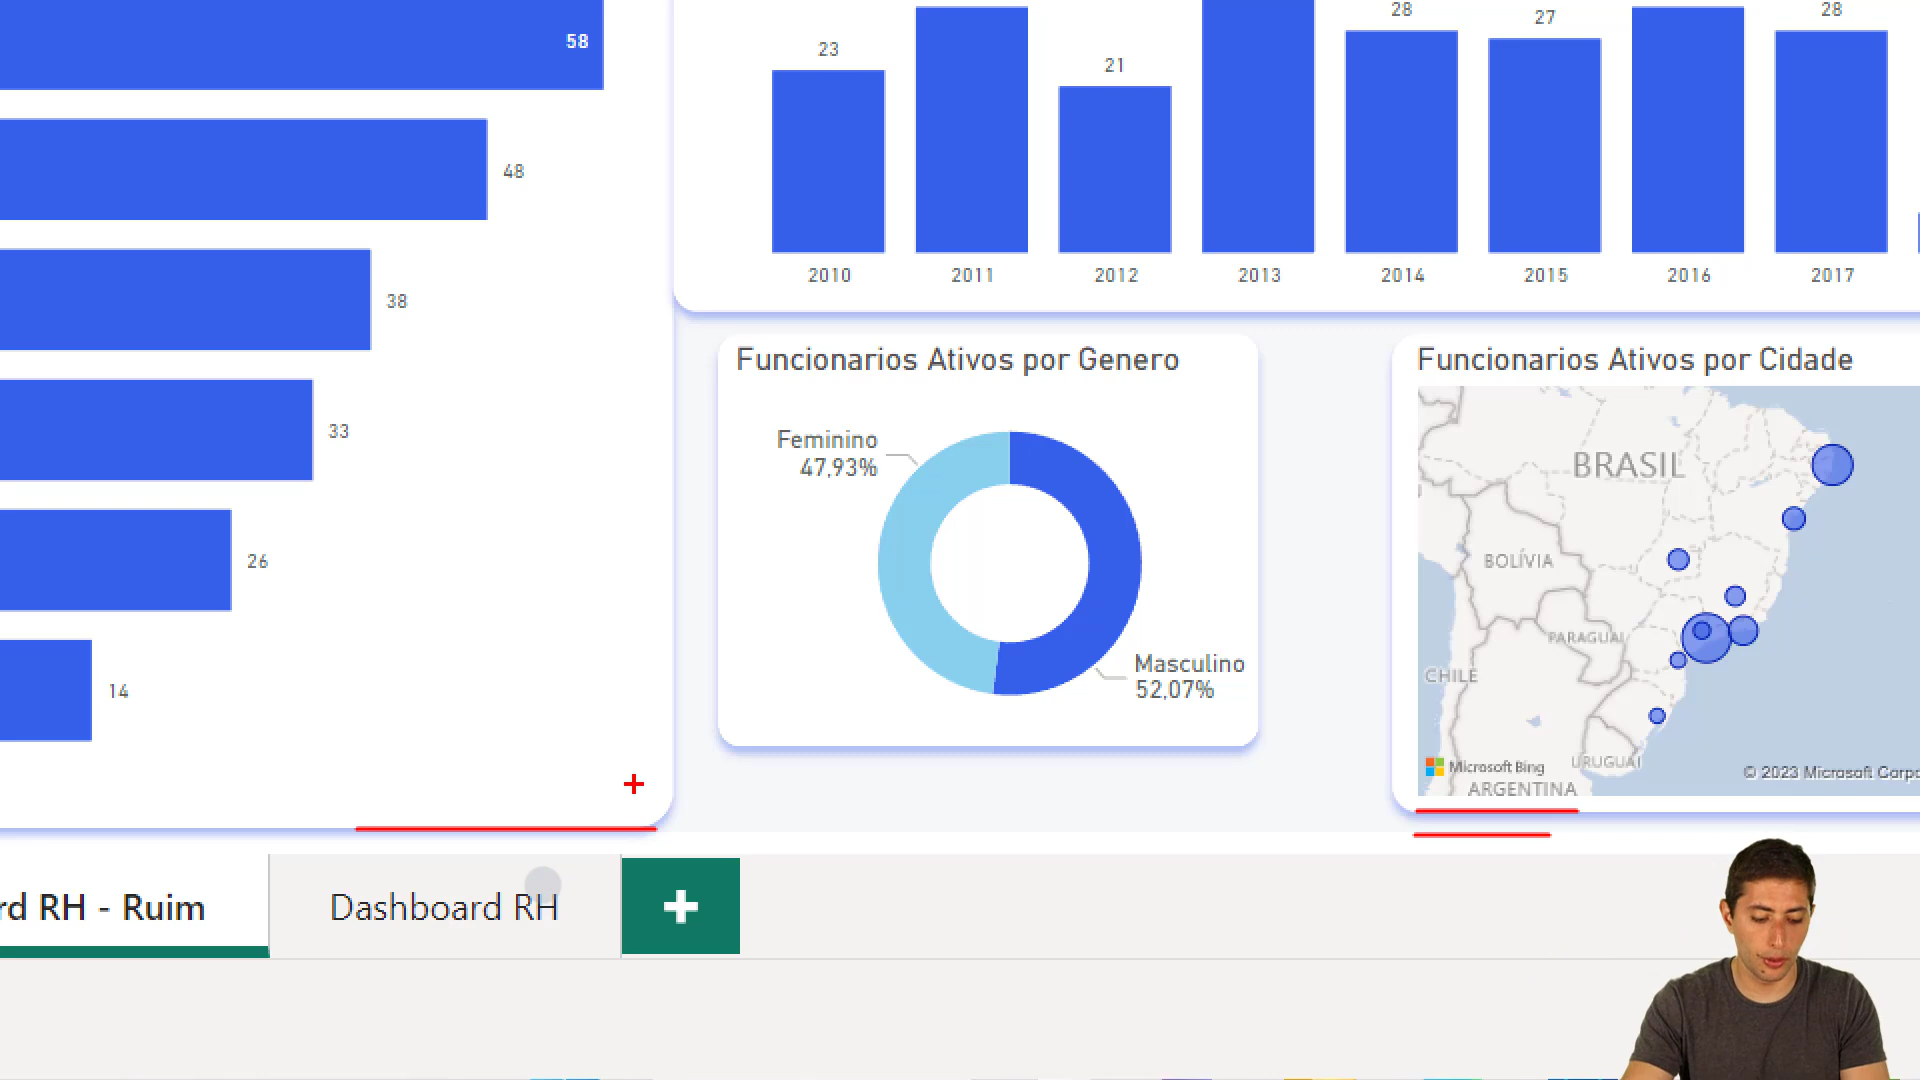 58
48
38
33
26
14
23
21
28
27
28
2010
2011
2012
2013
2014
2015
2016
2017
Funcionarios Ativos por Genero
Feminino
47,93%
Masculino
52,07%
Funcionarios Ativos por Cidade
BRASIL
BOLÍVIA
PARAGUAI
CHILE
URUGUAI
Microsoft Bing
© 2023 Microsoft Corpo
ARGENTINA
rd RH - Ruim
Dashboard RH